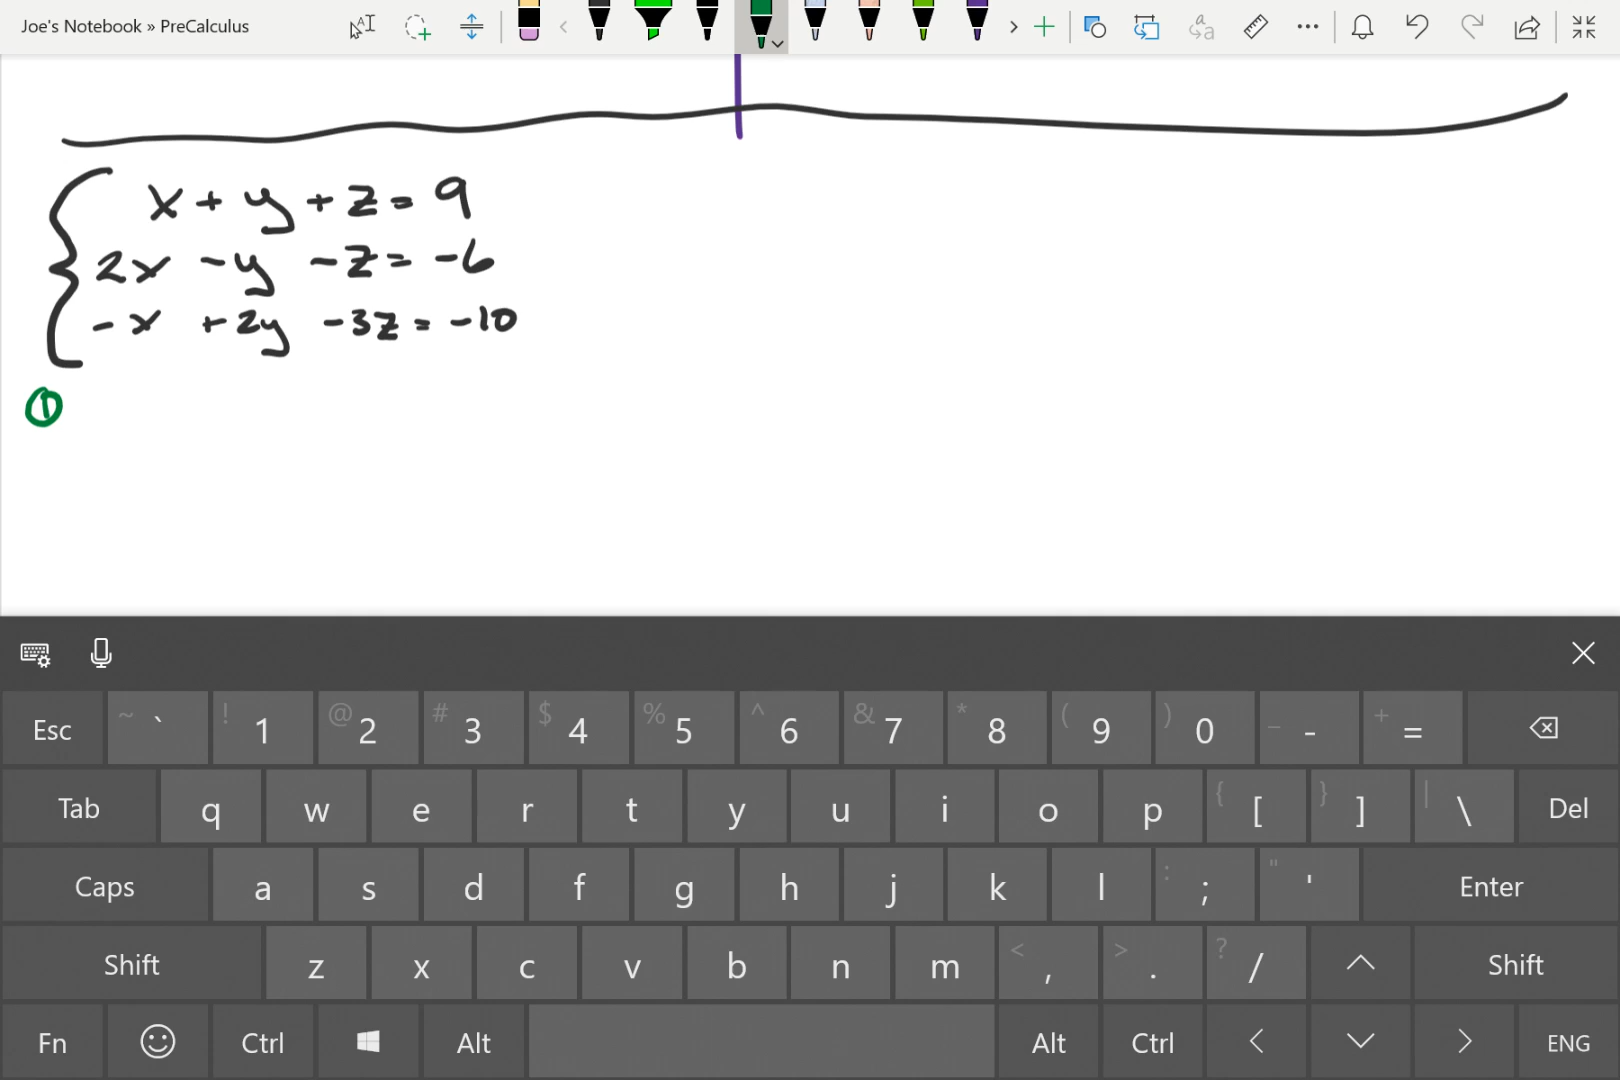 Joe's Notebook » PreCalculus
x + y + z = 9
2x - y - z = -6
-x + 2y - 3z = -10
①
Esc ~ ` ! 1 @ 2 # 3 $ 4 % 5 ^ 6 & 7 * 8 ( 9 ) 0 _ - + =
Tab q w e r t y u i o p { [ } ] | \ Del
Caps a s d f g h j k l : ; " ' Enter
Shift z x c v b n m < , > . ? / Shift
Fn Ctrl Alt Alt Ctrl ENG